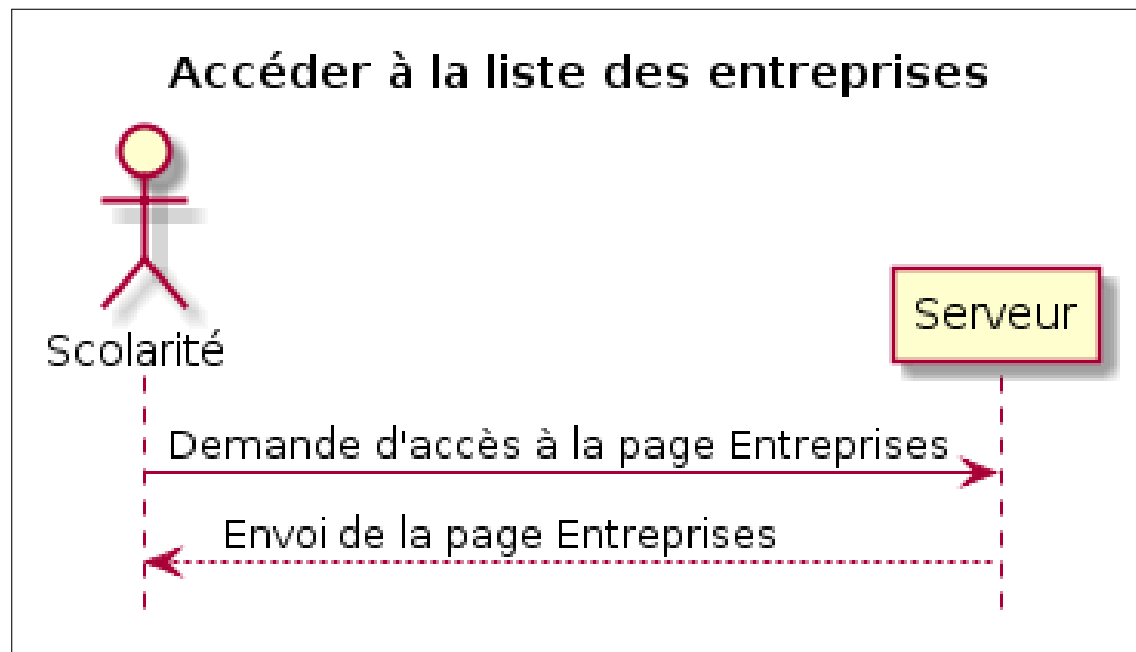 Accéder à la liste des entreprises
Scolarité
Serveur
Demande d'accès à la page Entreprises
Envoi de la page Entreprises